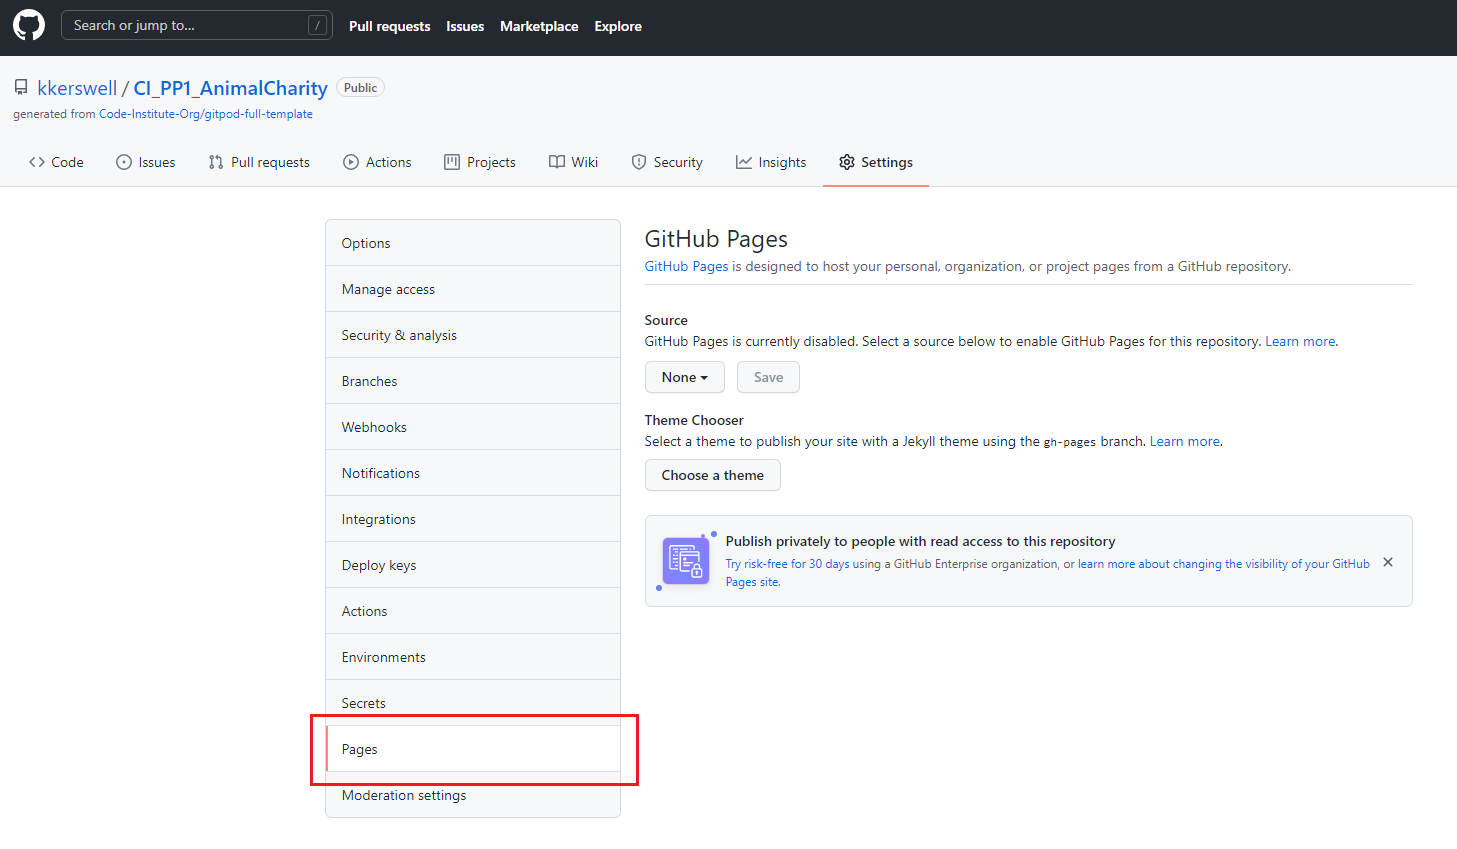 Search or jump to... /
Pull requests Issues Marketplace Explore
kkerswell / CI_PP1_AnimalCharity Public
generated from Code-Institute-Org/gitpod-full-template
Code Issues Pull requests Actions Projects Wiki Security Insights Settings
Options
Manage access
Security & analysis
Branches
Webhooks
Notifications
Integrations
Deploy keys
Actions
Environments
Secrets
Pages
Moderation settings
GitHub Pages
GitHub Pages is designed to host your personal, organization, or project pages from a GitHub repository.
Source
GitHub Pages is currently disabled. Select a source below to enable GitHub Pages for this repository. Learn more.
None Save
Theme Chooser
Select a theme to publish your site with a Jekyll theme using the gh-pages branch. Learn more.
Choose a theme
Publish privately to people with read access to this repository
Try risk-free for 30 days using a GitHub Enterprise organization, or learn more about changing the visibility of your GitHub
Pages site.